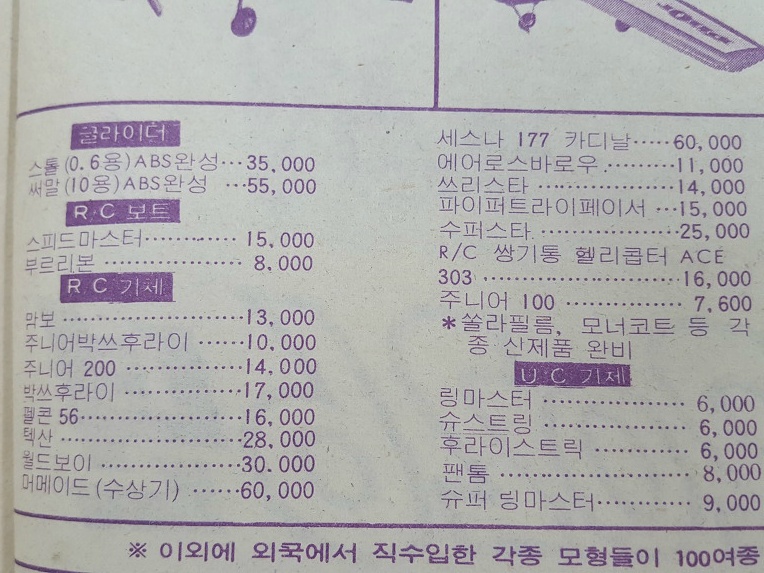 글라이더
스톨(0.6용)ABS완성···35,000
써말(10용)ABS완성 ···55,000
R·C 보트
스피드마스터·········· 15,000
부르리본 ·············· 8,000
R C 기체
맘보 ··················13,000
주니어박쓰후라이 ······10,000
주니어 200 ············14,000
박쓰후라이 ············17,000
펠콘 56················16,000
텍산 ··················28,000
월드보이 ··············30.000
머메이드 (수상기) ······60,000
세스나 177 카디날·····60,000
에어로스바로우.········11,000
쓰리스타 ··············14,000
파이퍼트라이페이서 ···15,000
수퍼스타.··············25,000
R/C 쌍기통 헬리콥터 ACE
303 ···················16,000
주니어 100 ············ 7,600
*쏠라필름, 모너코트 등 각
종 신제품 완비
U C 기체
링마스터 ·············· 6,000
슈스트링 ·············· 6,000
후라이스트릭 ·········· 6,000
팬톰 ·················· 8,000
슈퍼 링마스터·········· 9,000
※ 이외에 외국에서 직수입한 각종 모형들이 100여종